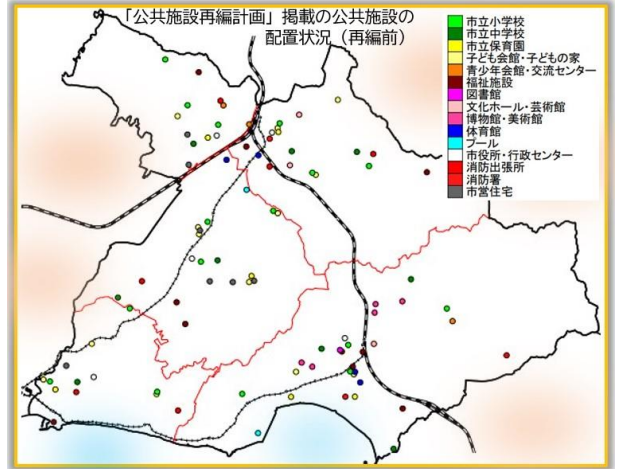 「公共施設再編計画」掲載の公共施設の
配置状況（再編前）
市立小学校
市立中学校
市立保育園
子ども会館・子どもの家
青少年会館・交流センター
福祉施設
図書館
文化ホール・芸術館
博物館・美術館
体育館
プール
市役所・行政センター
消防出張所
消防署
市営住宅